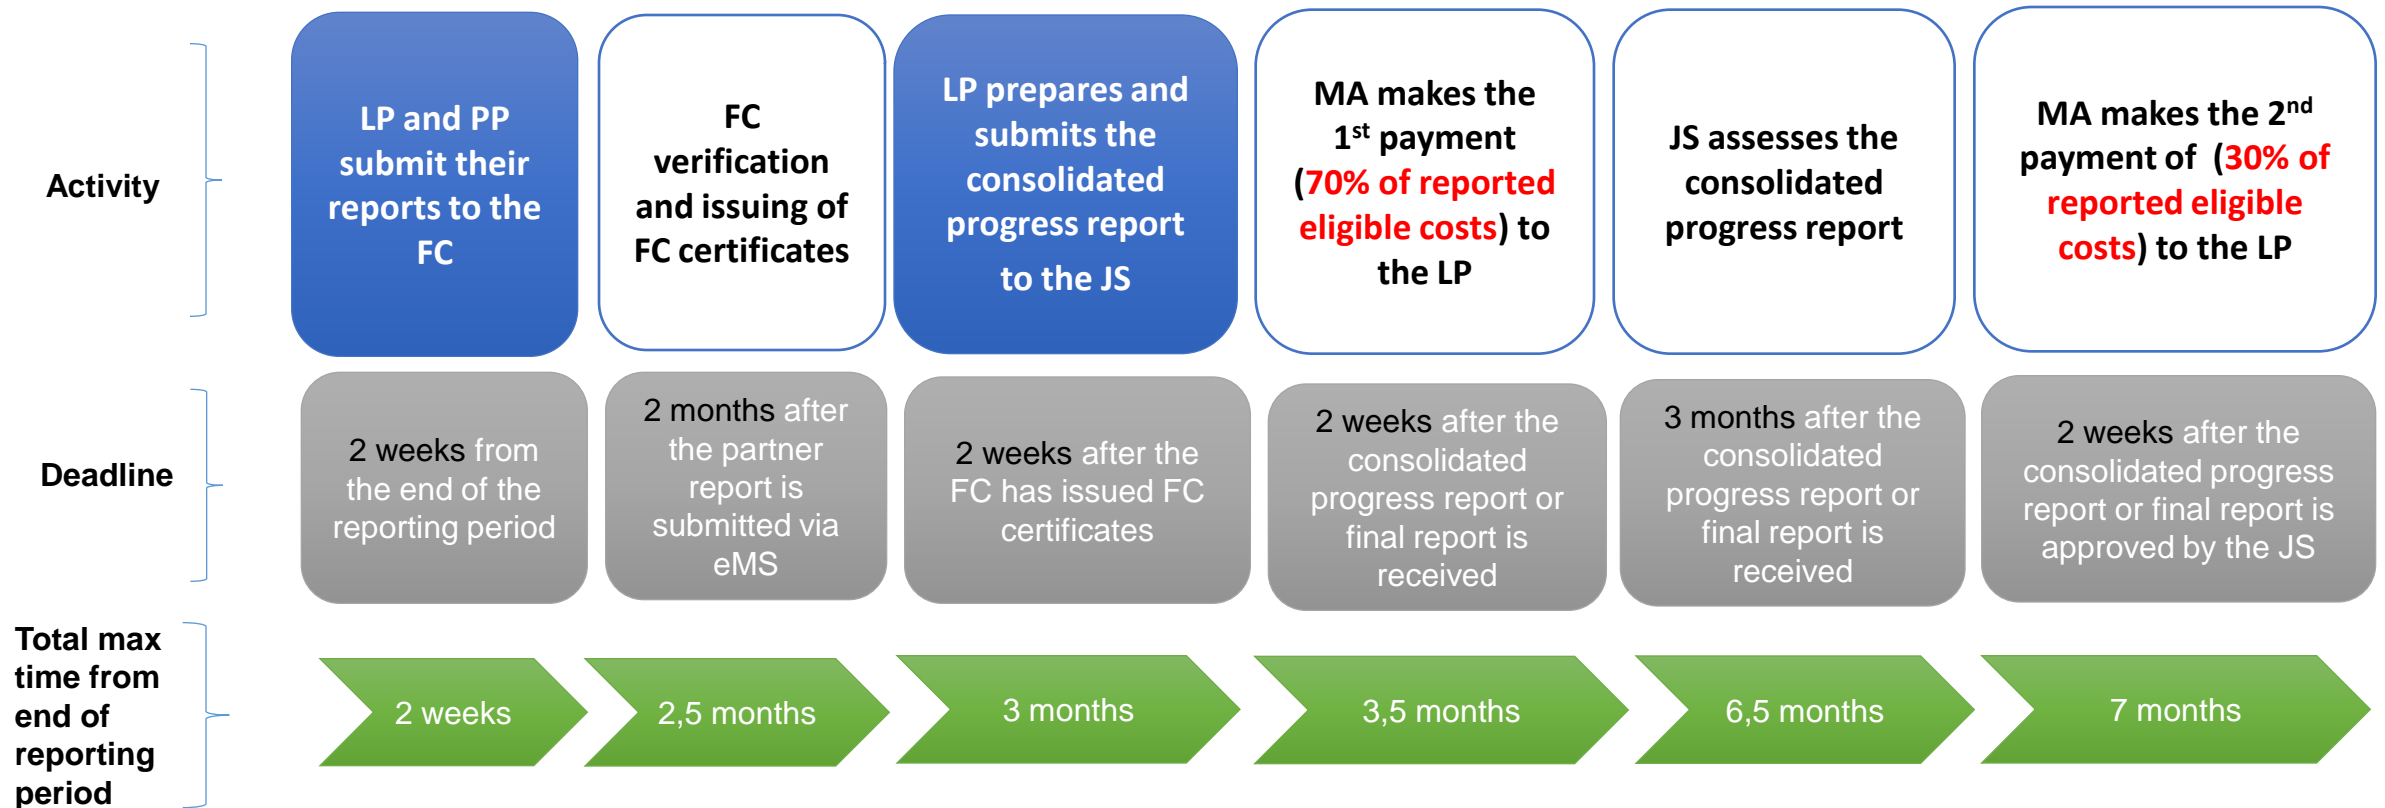 Activity
LP and PP
submit their
reports to the
FC
FC
verification
and issuing of
FC certificates
LP prepares and
submits the
consolidated
progress report
to the JS
MA makes the
1st payment
(70% of reported
eligible costs) to
the LP
JS assesses the
consolidated
progress report
MA makes the 2nd
payment of (30% of
reported eligible
costs) to the LP
Deadline
2 weeks from
the end of the
reporting period
2 months after
the partner
report is
submitted via
eMS
2 weeks after the
FC has issued FC
certificates
2 weeks after the
consolidated
progress report or
final report is
received
3 months after the
consolidated
progress report or
final report is
received
2 weeks after the
consolidated progress
report or final report is
approved by the JS
Total max
time from
end of
reporting
period
2 weeks
2,5 months
3 months
3,5 months
6,5 months
7 months